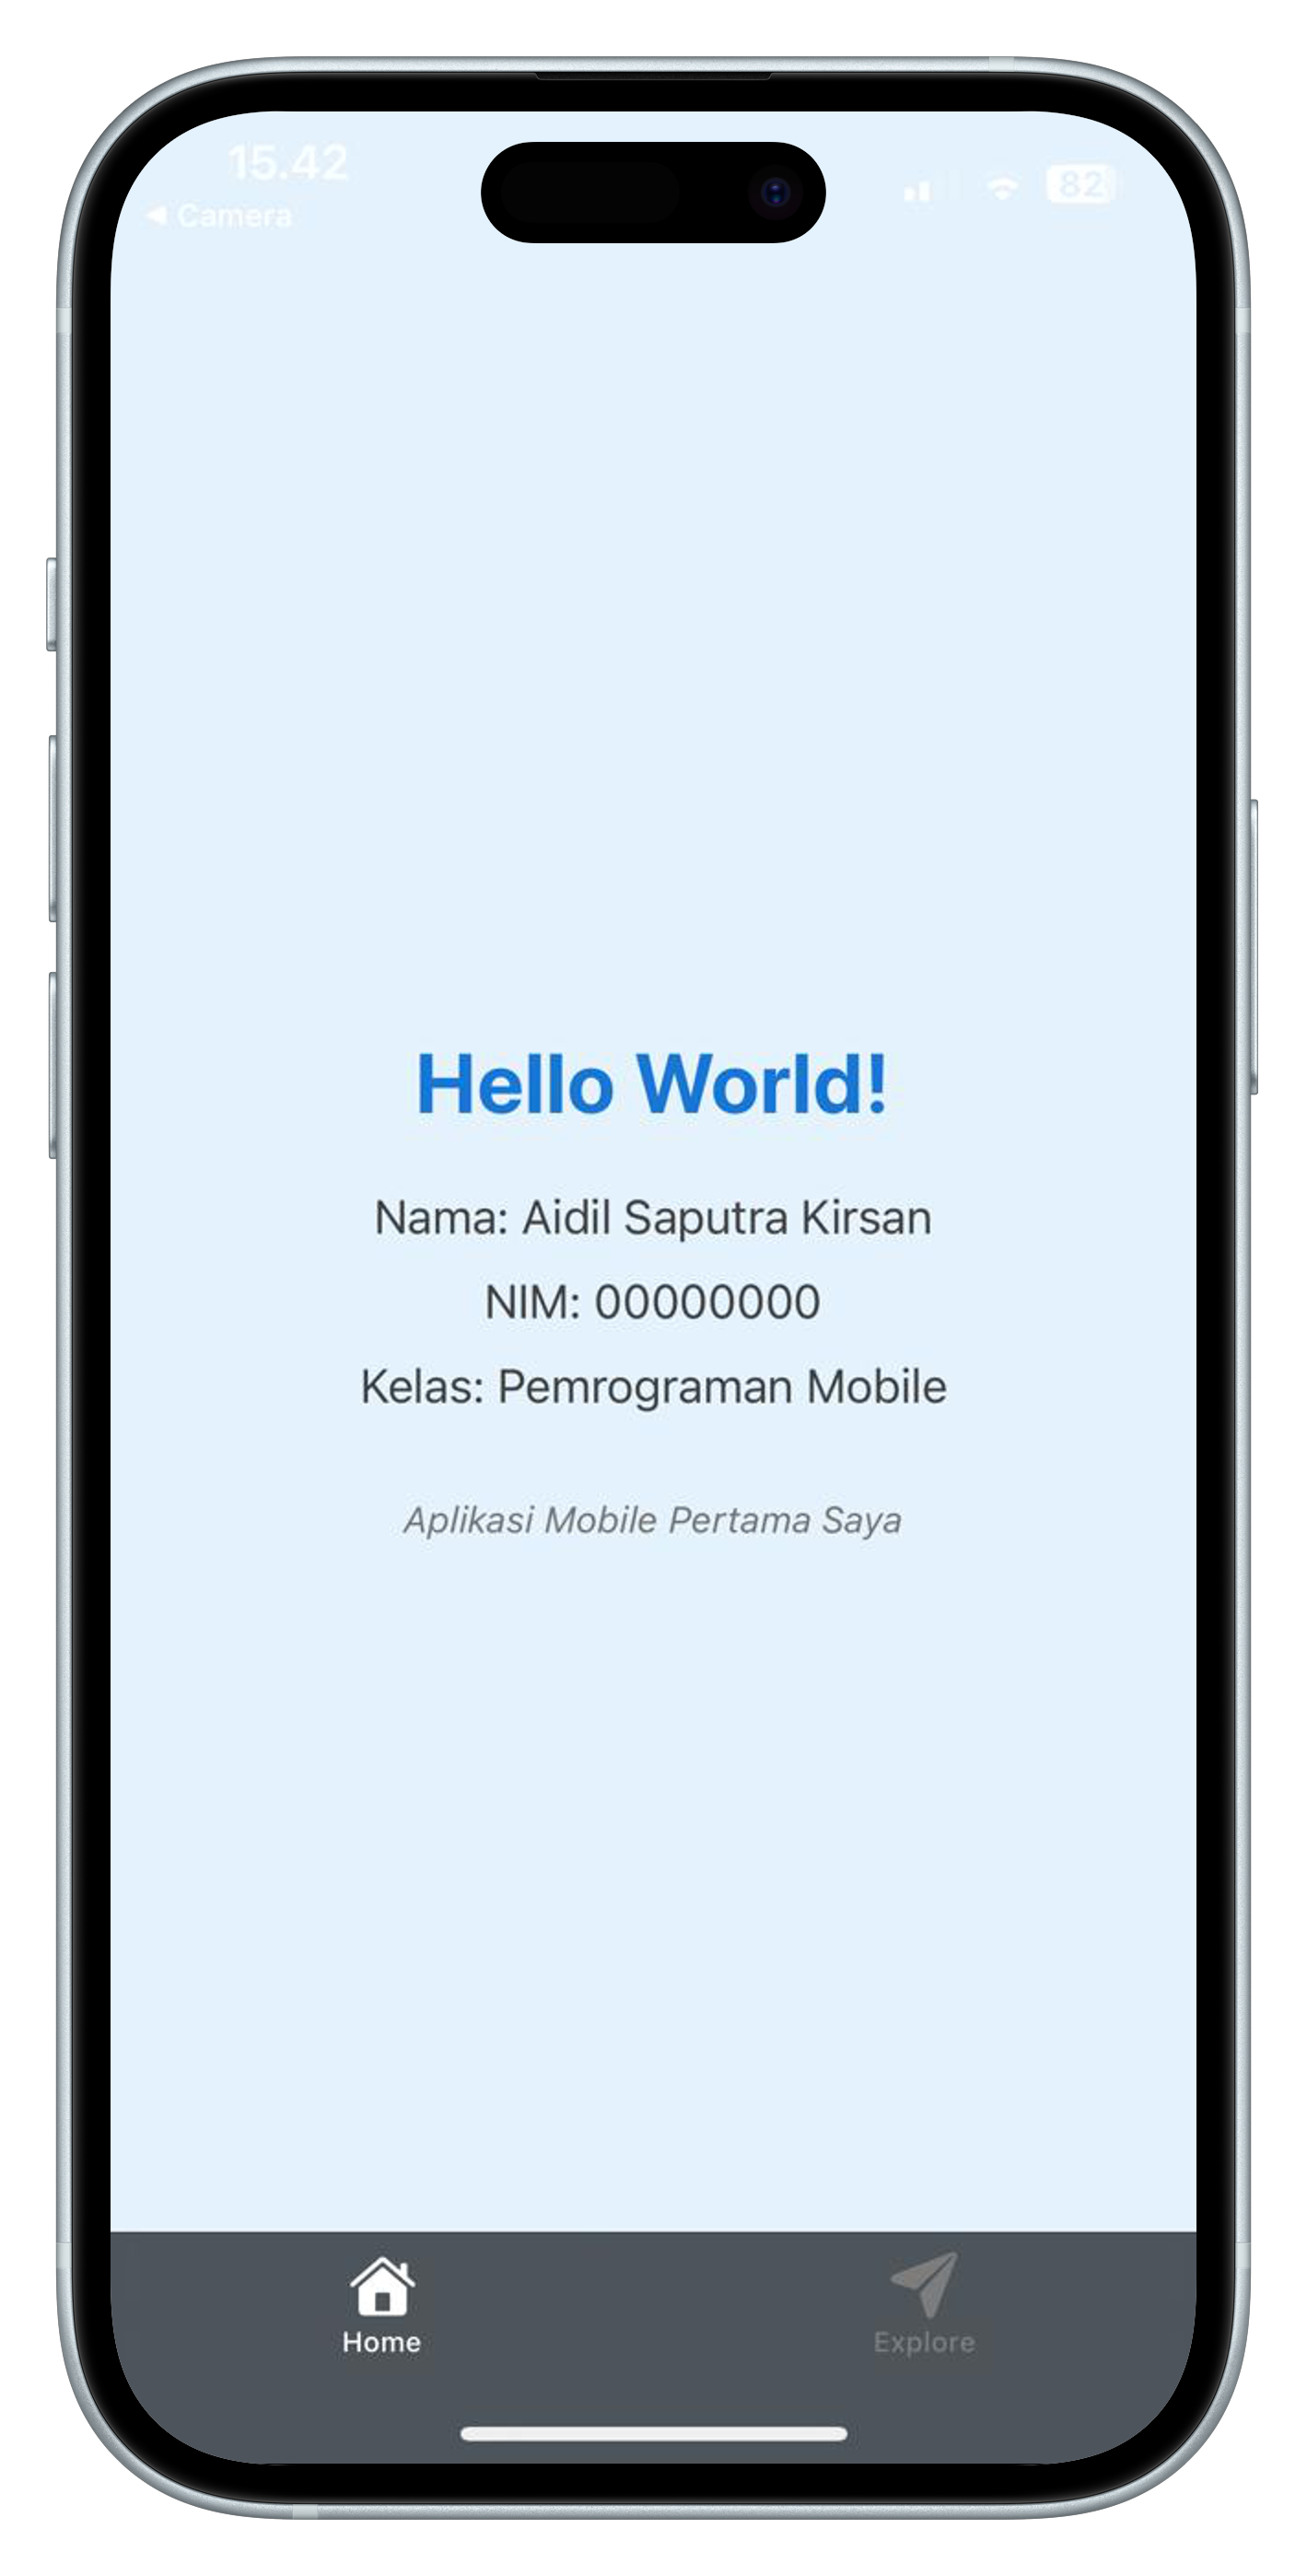 15.42
◀ Camera
82
Hello World!
Nama: Aidil Saputra Kirsan
NIM: 00000000
Kelas: Pemrograman Mobile
Aplikasi Mobile Pertama Saya
Home
Explore